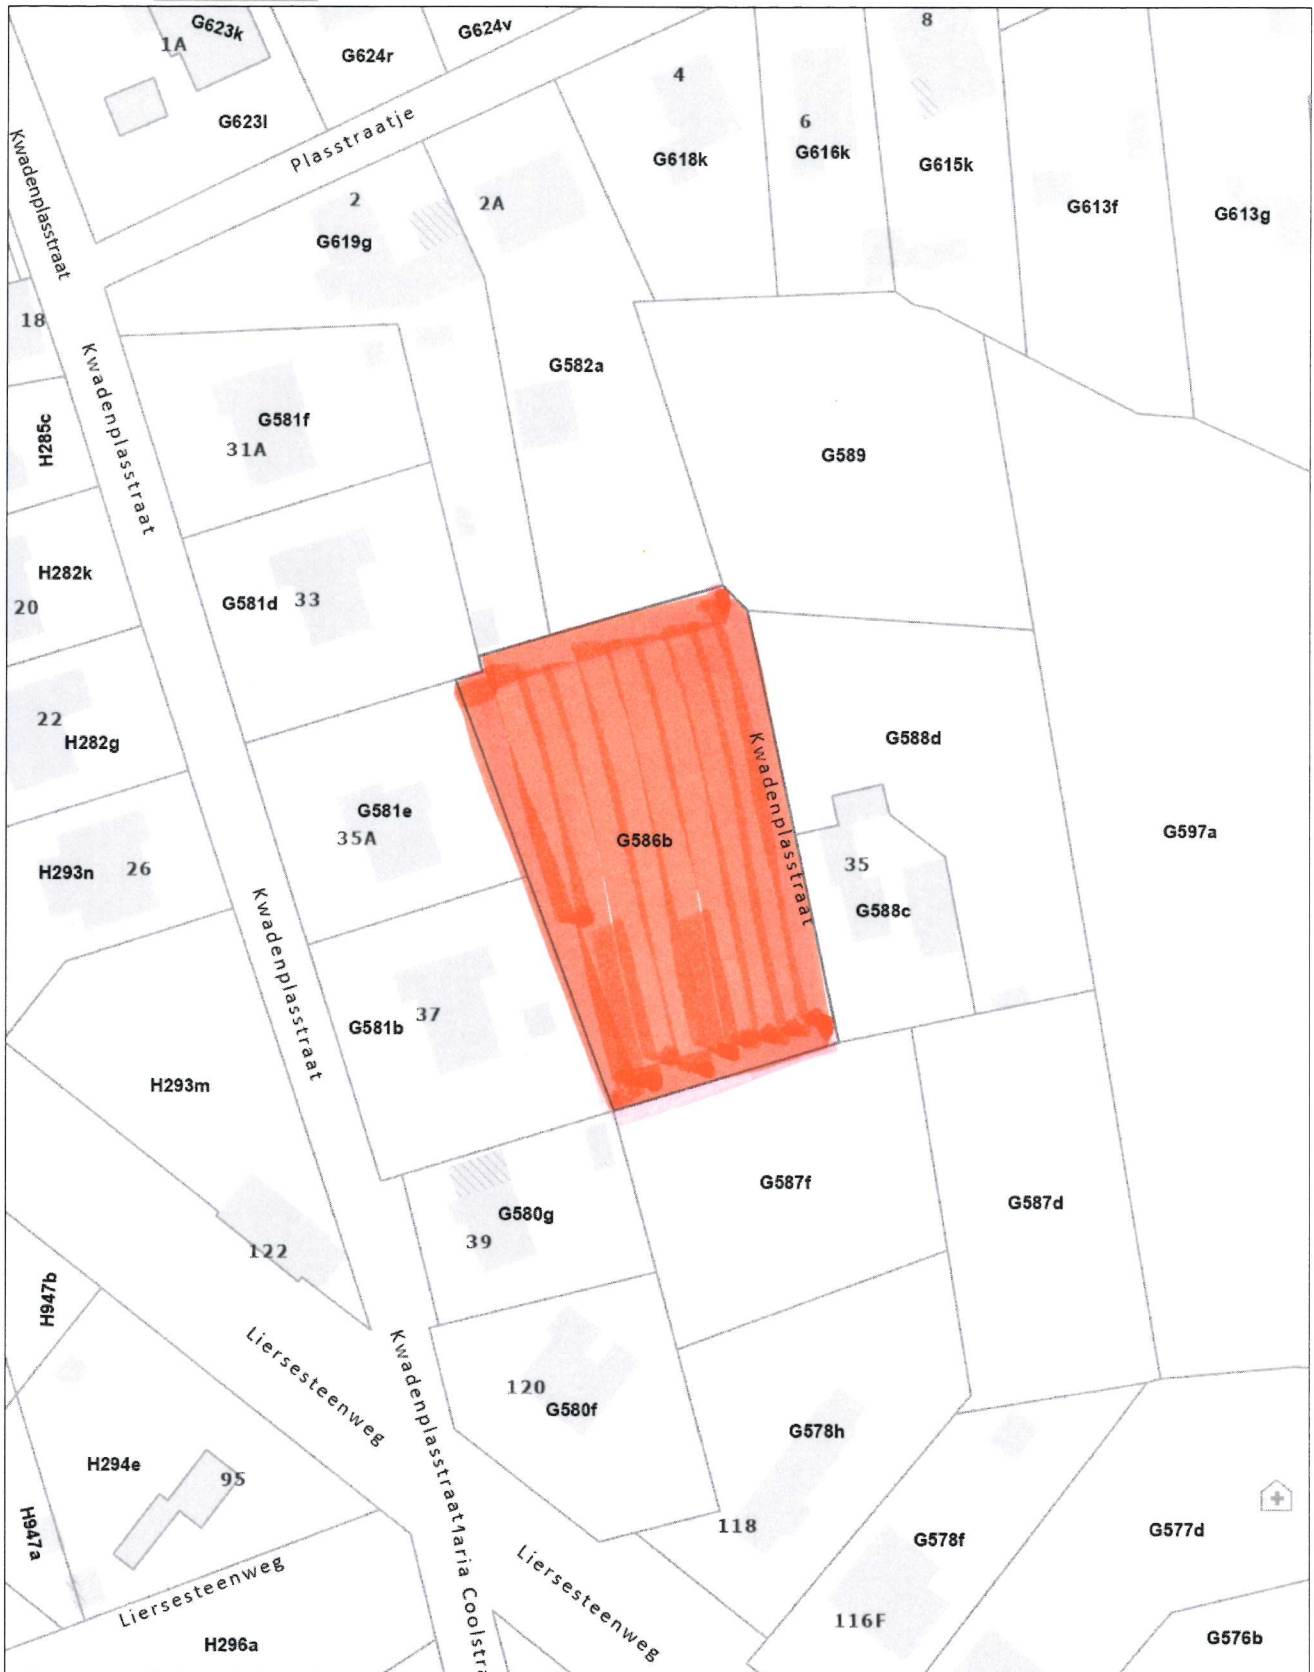 G623k
1A
G624r
G624v
8
4
G623l
Plasstraatje
6
G618k
G616k
G615k
Kwadenplasstraat
2
2A
G619g
G613f
G613g
18
G582a
Kwadenplasstraat
G581f
31A
H285c
G589
H282k
20
G581d
33
22
H282g
Kwadenplasstraat
G588d
G581e
35A
G586b
G597a
H293n
26
35
G588c
Kwadenplasstraat
37
G581b
H293m
G587f
G587d
G580g
39
122
H947b
Liersesteenweg
Kwadenplasstraat
120
G580f
G578h
H294e
95
H947a
118
G578f
G577d
Liersesteenweg
Liersesteenweg
116F
H296a
G576b